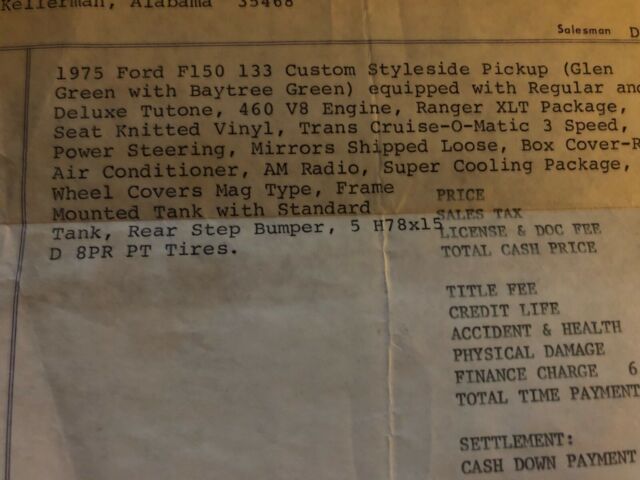 Kellerman, Alabama 35468
Salesman D
1975 Ford F150 133 Custom Styleside Pickup (Glen
Green with Baytree Green) equipped with Regular and
Deluxe Tutone, 460 V8 Engine, Ranger XLT Package,
Seat Knitted Vinyl, Trans Cruise-O-Matic 3 Speed,
Power Steering, Mirrors Shipped Loose, Box Cover-R
Air Conditioner, AM Radio, Super Cooling Package,
Wheel Covers Mag Type, Frame
Mounted Tank with Standard
Tank, Rear Step Bumper, 5 H78x15
D 8PR PT Tires.
PRICE
SALES TAX
LICENSE & DOC FEE
TOTAL CASH PRICE
TITLE FEE
CREDIT LIFE
ACCIDENT & HEALTH
PHYSICAL DAMAGE
FINANCE CHARGE 6
TOTAL TIME PAYMENT
SETTLEMENT:
CASH DOWN PAYMENT